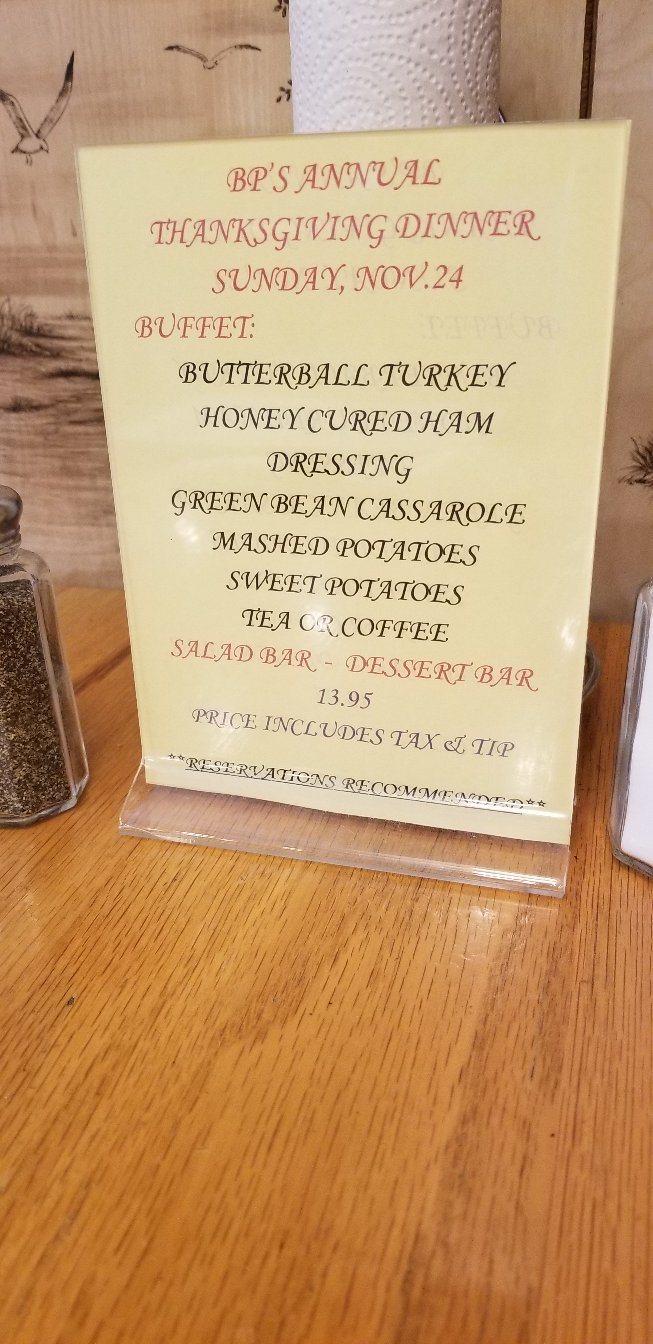 BP'S ANNUAL
THANKSGIVING DINNER
SUNDAY, NOV.24
BUFFET:
BUTTERBALL TURKEY
HONEY CURED HAM
DRESSING
GREEN BEAN CASSAROLE
MASHED POTATOES
SWEET POTATOES
TEA OR COFFEE
SALAD BAR - DESSERT BAR
13.95
PRICE INCLUDES TAX & TIP
**RESERVATIONS RECOMMENDED**